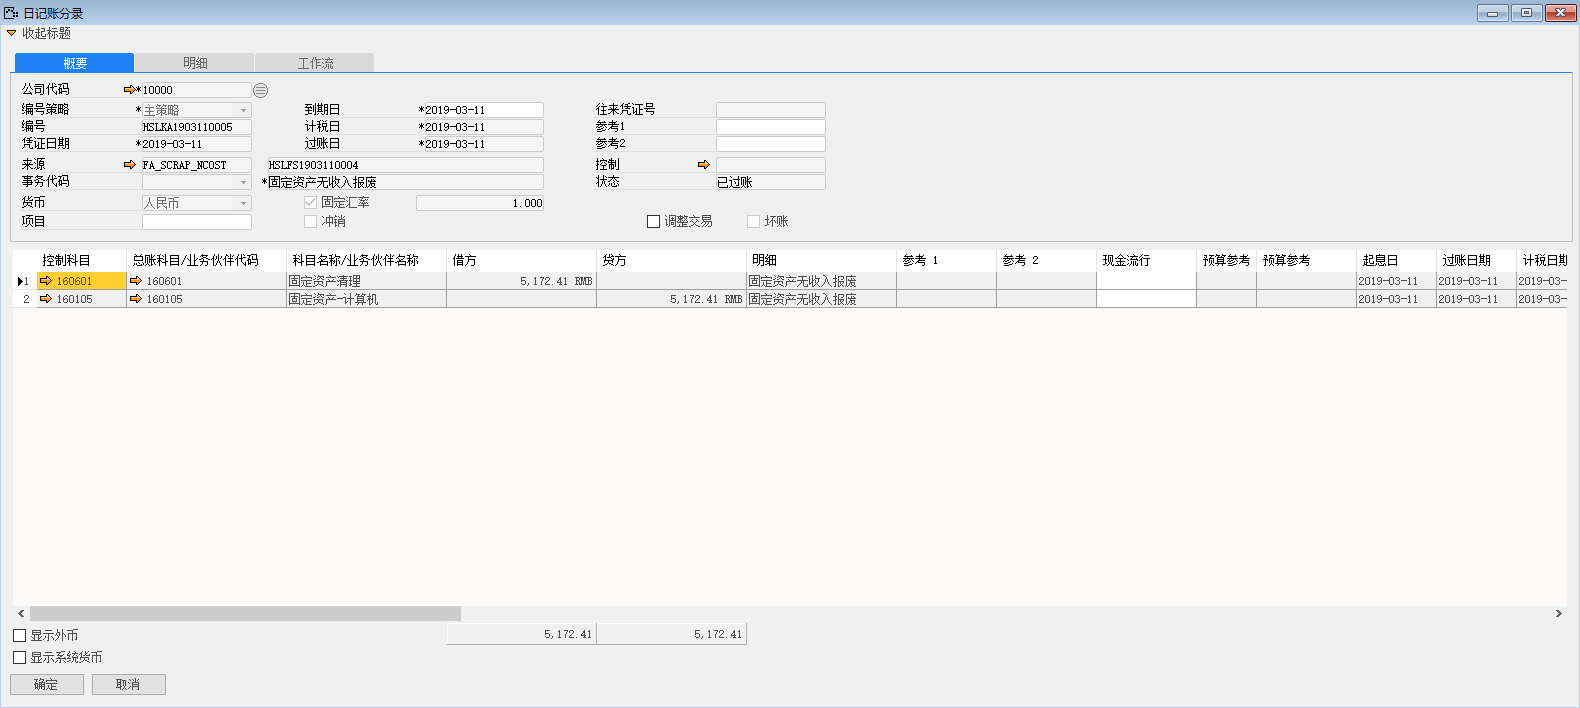 日记账分录
收起标题
概要 明细 工作流
公司代码 *10000
编号策略 *主策略 到期日 *2019-03-11 往来凭证号
编号 HSLKA1903110005 计税日 *2019-03-11 参考1
凭证日期 *2019-03-11 过账日 *2019-03-11 参考2
来源 FA_SCRAP_NCOST HSLFS1903110004 控制
事务代码 *固定资产无收入报废 状态 已过账
货币 人民币 固定汇率 1.000
项目 冲销 调整交易 坏账
控制科目 总账科目/业务伙伴代码 科目名称/业务伙伴名称 借方 贷方 明细 参考 1 参考 2 现金流行 预算参考 预算参考 起息日 过账日期 计税日期
1 160601 160601 固定资产清理 5,172.41 RMB 固定资产无收入报废 2019-03-11 2019-03-11 2019-03-
2 160105 160105 固定资产-计算机 5,172.41 RMB 固定资产无收入报废 2019-03-11 2019-03-11 2019-03-
显示外币 5,172.41 5,172.41
显示系统货币
确定 取消